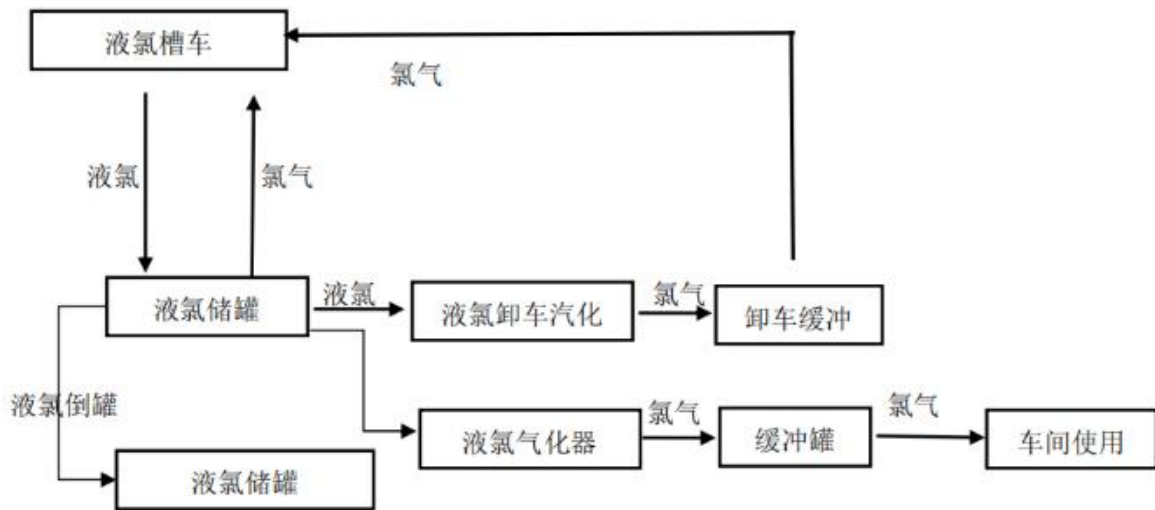 液氯槽车
氯气
液氯
氯气
液氯储罐
液氯
液氯卸车汽化
氯气
卸车缓冲
液氯倒罐
液氯气化器
氯气
缓冲罐
氯气
车间使用
液氯储罐